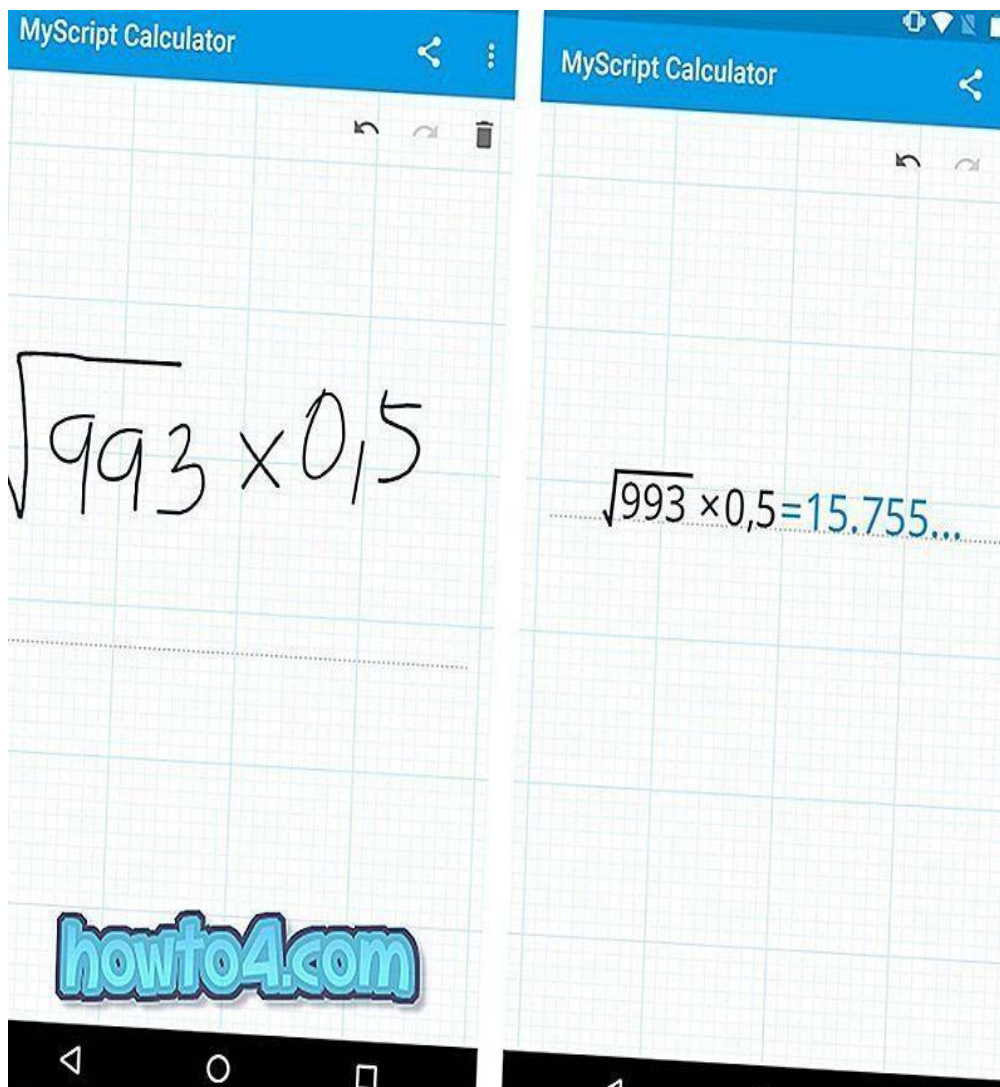 MyScript Calculator
√993 ×0,5
howto4.com
MyScript Calculator
√993 ×0,5=15.755...